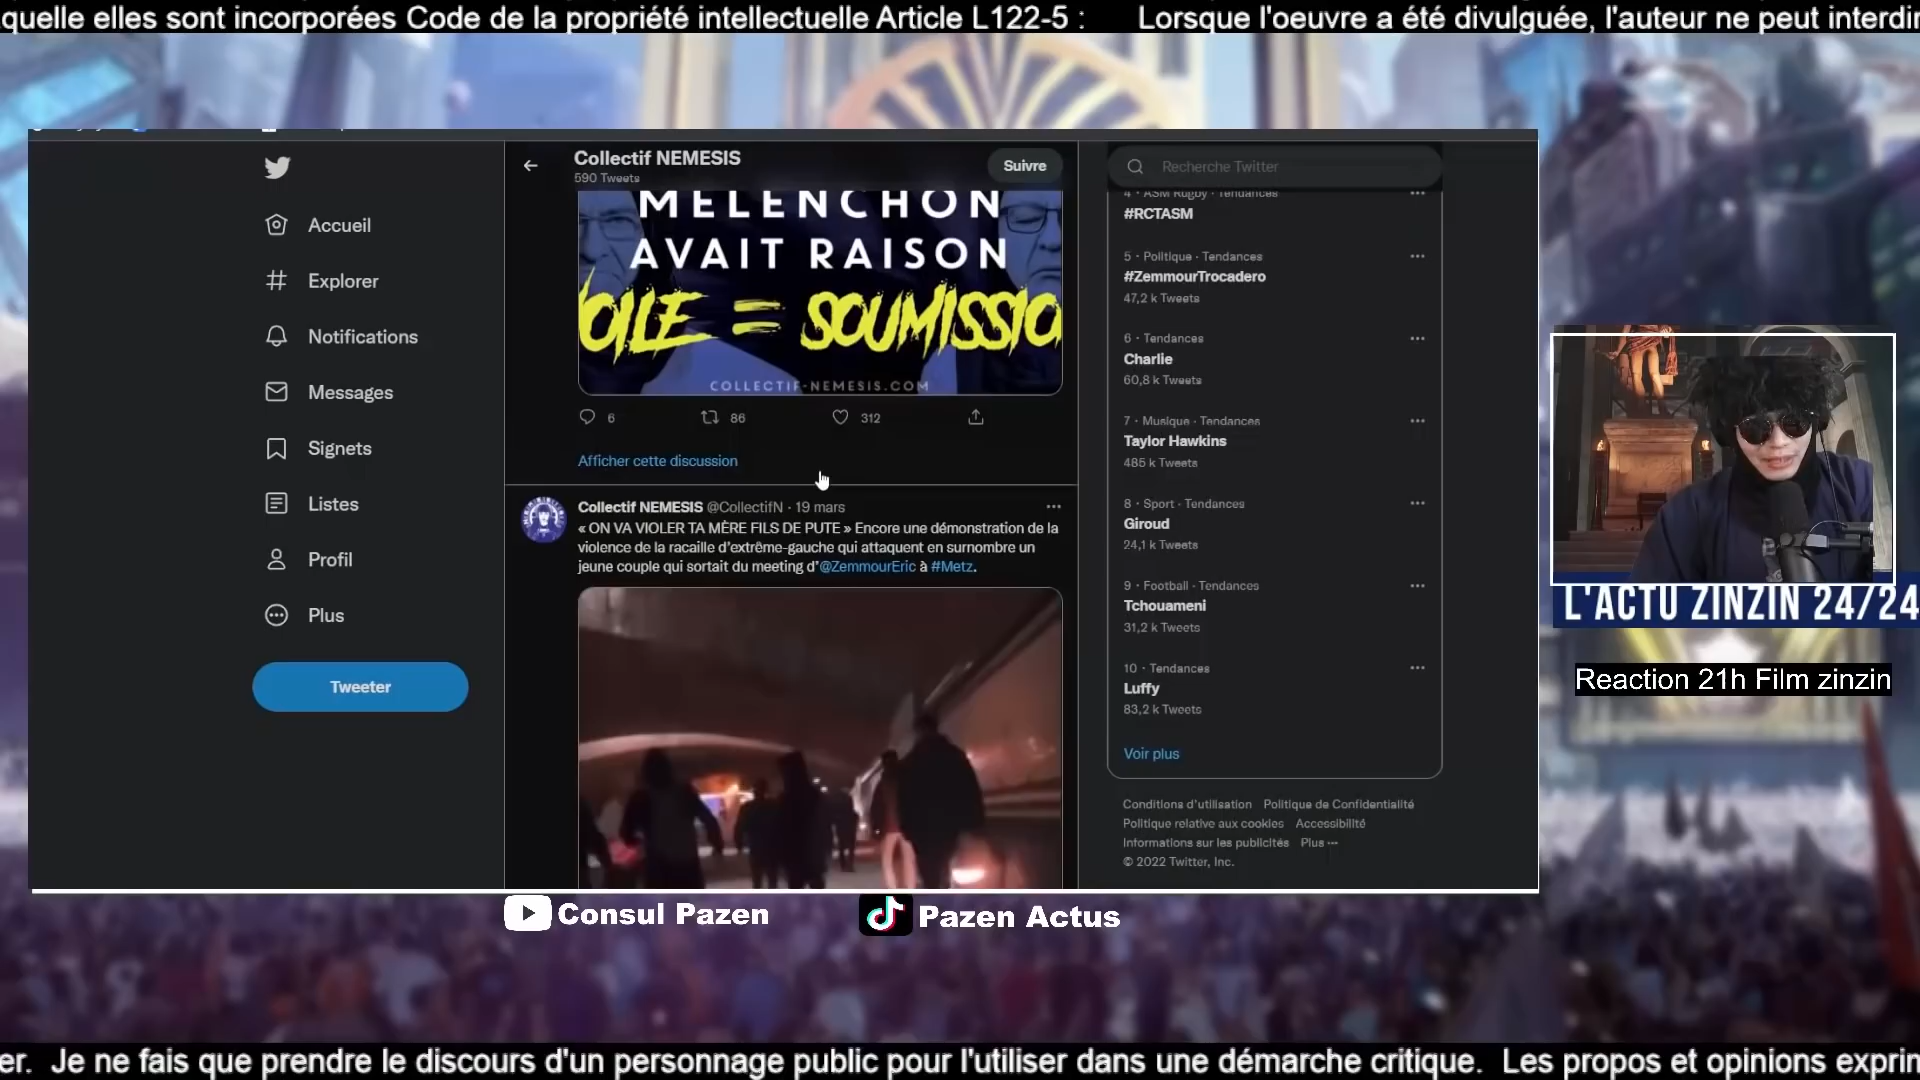 quelle elles sont incorporées Code de la propriété intellectuelle Article L122-5 : Lorsque l'oeuvre a été divulguée, l'auteur ne peut interdir
Accueil
Explorer
Notifications
Messages
Signets
Listes
Profil
Plus
Tweeter
Collectif NEMESIS
590 Tweets
Suivre
MELENCHON
AVAIT RAISON
OILE = SOUMISSIO
COLLECTIF-NEMESIS.COM
6 86 312
Afficher cette discussion
Collectif NEMESIS @CollectifN · 19 mars
« ON VA VIOLER TA MÈRE FILS DE PUTE » Encore une démonstration de la
violence de la racaille d'extrême-gauche qui attaquent en surnombre un
jeune couple qui sortait du meeting d'@ZemmourEric à #Metz.
Recherche Twitter
4 · ASM Rugby · Tendances
#RCTASM
5 · Politique · Tendances
#ZemmourTrocadero
47,2 k Tweets
6 · Tendances
Charlie
60,8 k Tweets
7 · Musique · Tendances
Taylor Hawkins
485 k Tweets
8 · Sport · Tendances
Giroud
24,1 k Tweets
9 · Football · Tendances
Tchouameni
31,2 k Tweets
10 · Tendances
Luffy
83,2 k Tweets
Voir plus
Conditions d'utilisation Politique de Confidentialité
Politique relative aux cookies Accessibilité
Informations sur les publicités Plus ···
© 2022 Twitter, Inc.
L'ACTU ZINZIN 24/24
Reaction 21h Film zinzin
Consul Pazen
Pazen Actus
er. Je ne fais que prendre le discours d'un personnage public pour l'utiliser dans une démarche critique. Les propos et opinions exprin